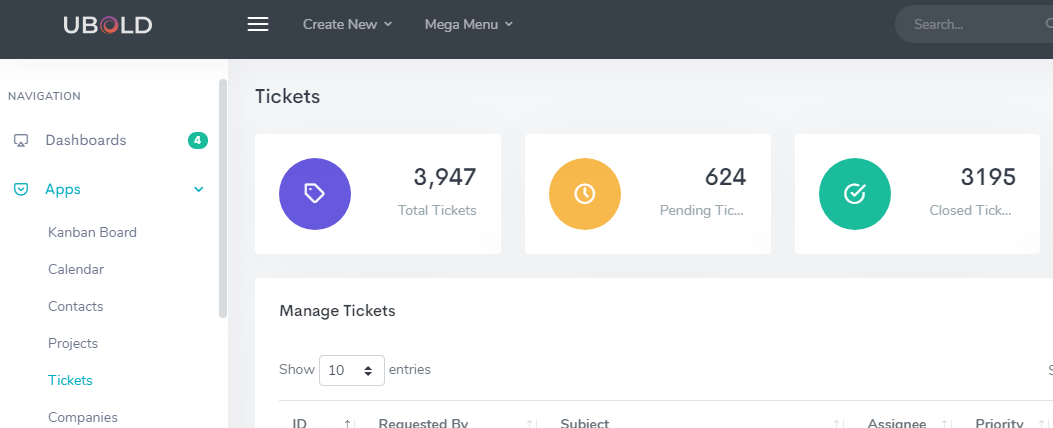 UBOLD
Create New
Mega Menu
Search...
NAVIGATION
Dashboards
4
Apps
Kanban Board
Calendar
Contacts
Projects
Tickets
Companies
Tickets
3,947
Total Tickets
624
Pending Tic...
3195
Closed Tick...
Manage Tickets
Show 10 entries
ID Requested By Subject Assignee Priority